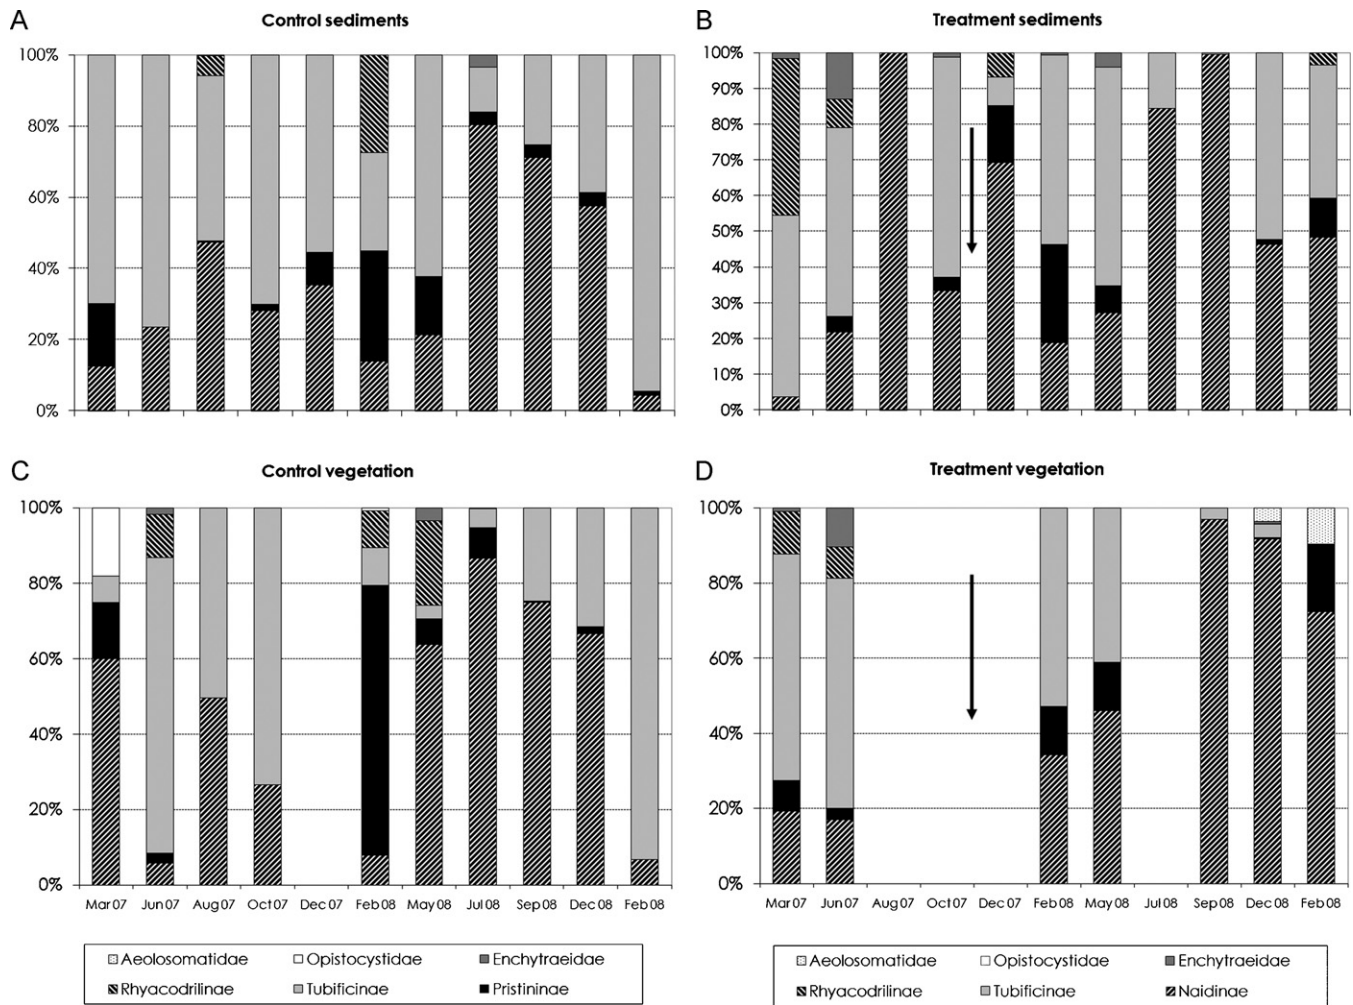 A
Control sediments
100%
80%
60%
40%
20%
0%
B
Treatment sediments
100%
90%
80%
70%
60%
50%
40%
30%
20%
10%
0%
C
Control vegetation
100%
80%
60%
40%
20%
0%
Mar 07 Jun 07 Aug 07 Oct 07 Dec 07 Feb 08 May 08 Jul 08 Sep 08 Dec 08 Feb 08
Aeolosomatidae Opistocystidae Enchytraeidae
Rhyacodrilinae Tubificinae Pristininae
D
Treatment vegetation
100%
80%
60%
40%
20%
0%
Mar 07 Jun 07 Aug 07 Oct 07 Dec 07 Feb 08 May 08 Jul 08 Sep 08 Dec 08 Feb 08
Aeolosomatidae Opistocystidae Enchytraeidae
Rhyacodrilinae Tubificinae Naidinae